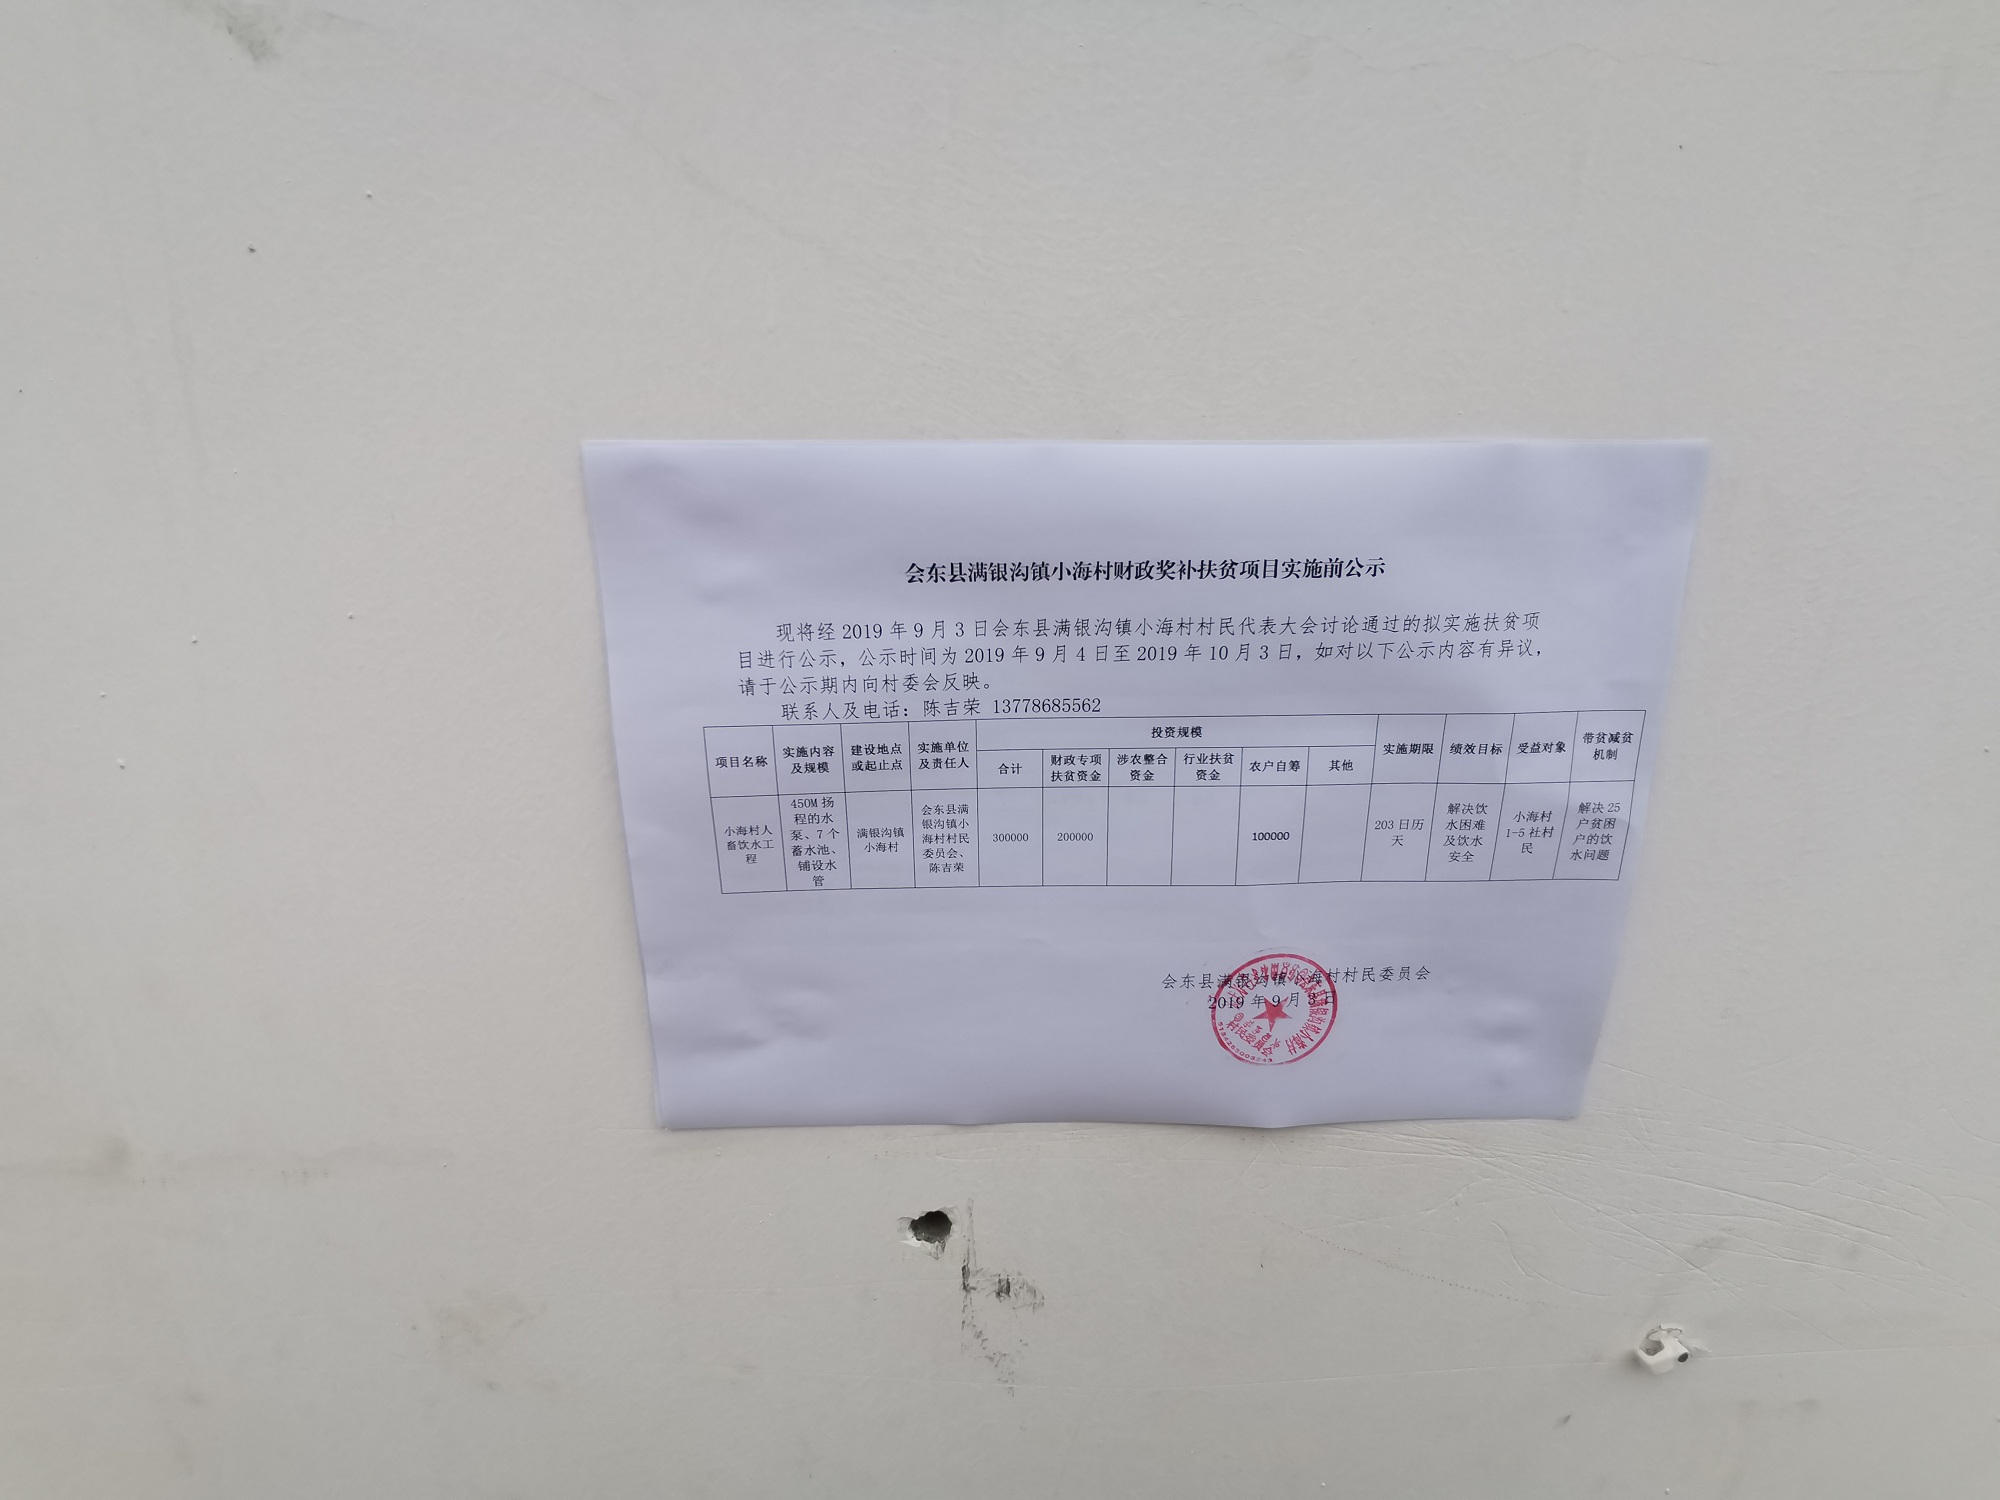 会东县满银沟镇小海村财政奖补扶贫项目实施前公示
现将经 2019 年 9 月 3 日会东县满银沟镇小海村村民代表大会讨论通过的拟实施扶贫项
目进行公示，公示时间为 2019 年 9 月 4 日至 2019 年 10 月 3 日，如对以下公示内容有异议，
请于公示期内向村委会反映。
联系人及电话：陈吉荣 13778685562
项目名称
实施内容
及规模
建设地点
或起止点
实施单位
及责任人
投资规模
合计
财政专项
扶贫资金
涉农整合
资金
行业扶贫
资金
农户自筹
其他
实施期限
绩效目标
受益对象
带贫减贫
机制
小海村人
畜饮水工
程
450M 扬
程的水
泵、7 个
蓄水池、
铺设水
管
满银沟镇
小海村
会东县满
银沟镇小
海村村民
委员会、
陈吉荣
300000
200000
100000
203 日历
天
解决饮
水困难
及饮水
安全
小海村
1-5 社村
民
解决 25
户贫困
户的饮
水问题
会东县满银沟镇小海村村民委员会
2019 年 9 月 3 日